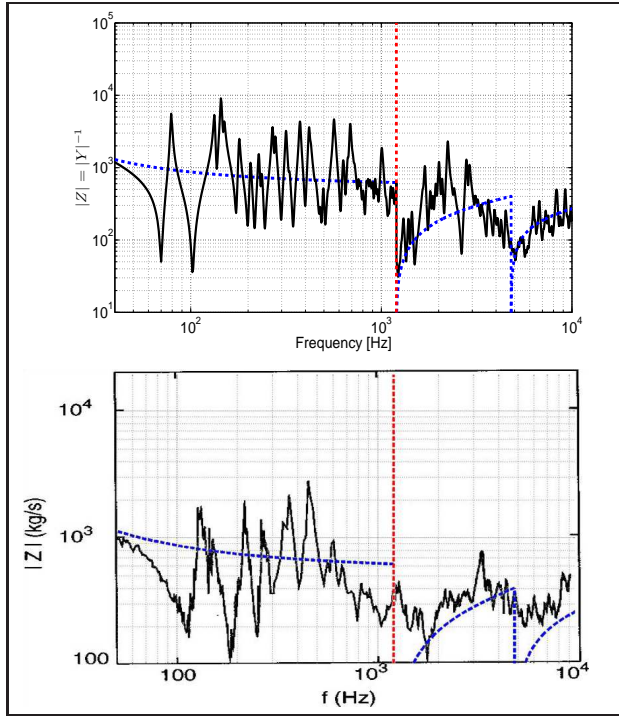 10^5
10^4
10^3
10^2
10^1
|Z| = |Y|^{-1}
10^2 10^3 10^4
Frequency [Hz]
10^4
10^3
100
| Z | (kg/s)
100 10^3 10^4
f (Hz)